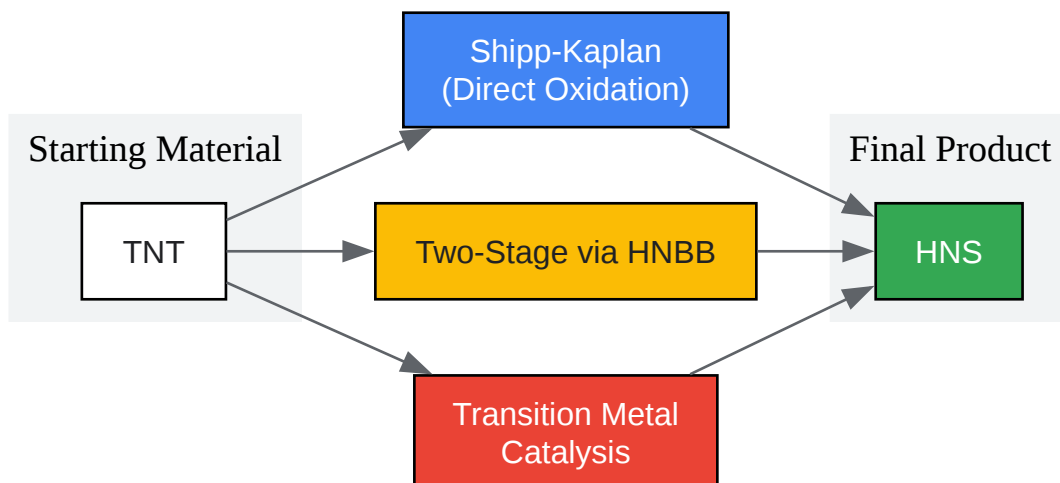 Shipp-Kaplan
(Direct Oxidation)
Starting Material
Final Product
TNT
Two-Stage via HNBB
HNS
Transition Metal
Catalysis